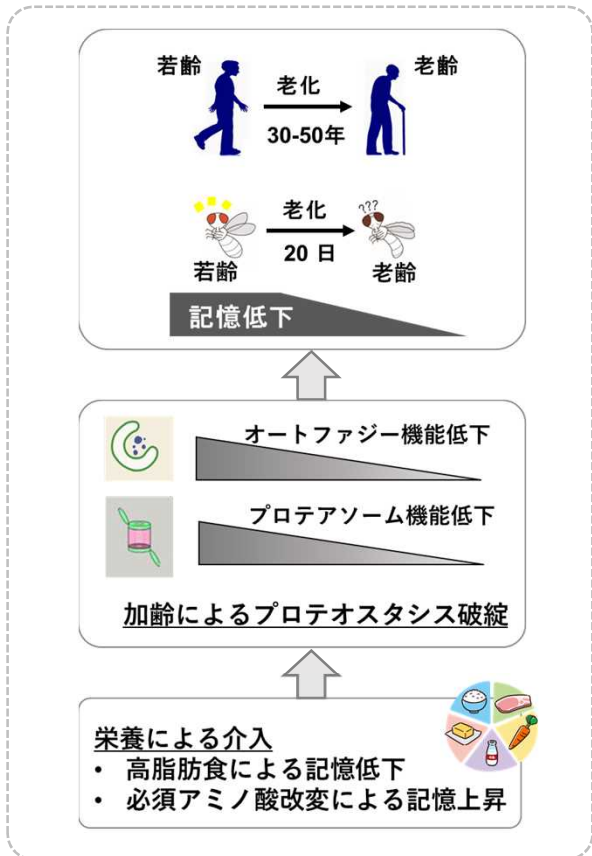 若齢
老化
老齢
30-50年
???
老化
20 日
若齢
老齢
記憶低下
オートファジー機能低下
プロテアソーム機能低下
加齢によるプロテオスタシス破綻
栄養による介入
• 高脂肪食による記憶低下
• 必須アミノ酸改変による記憶上昇